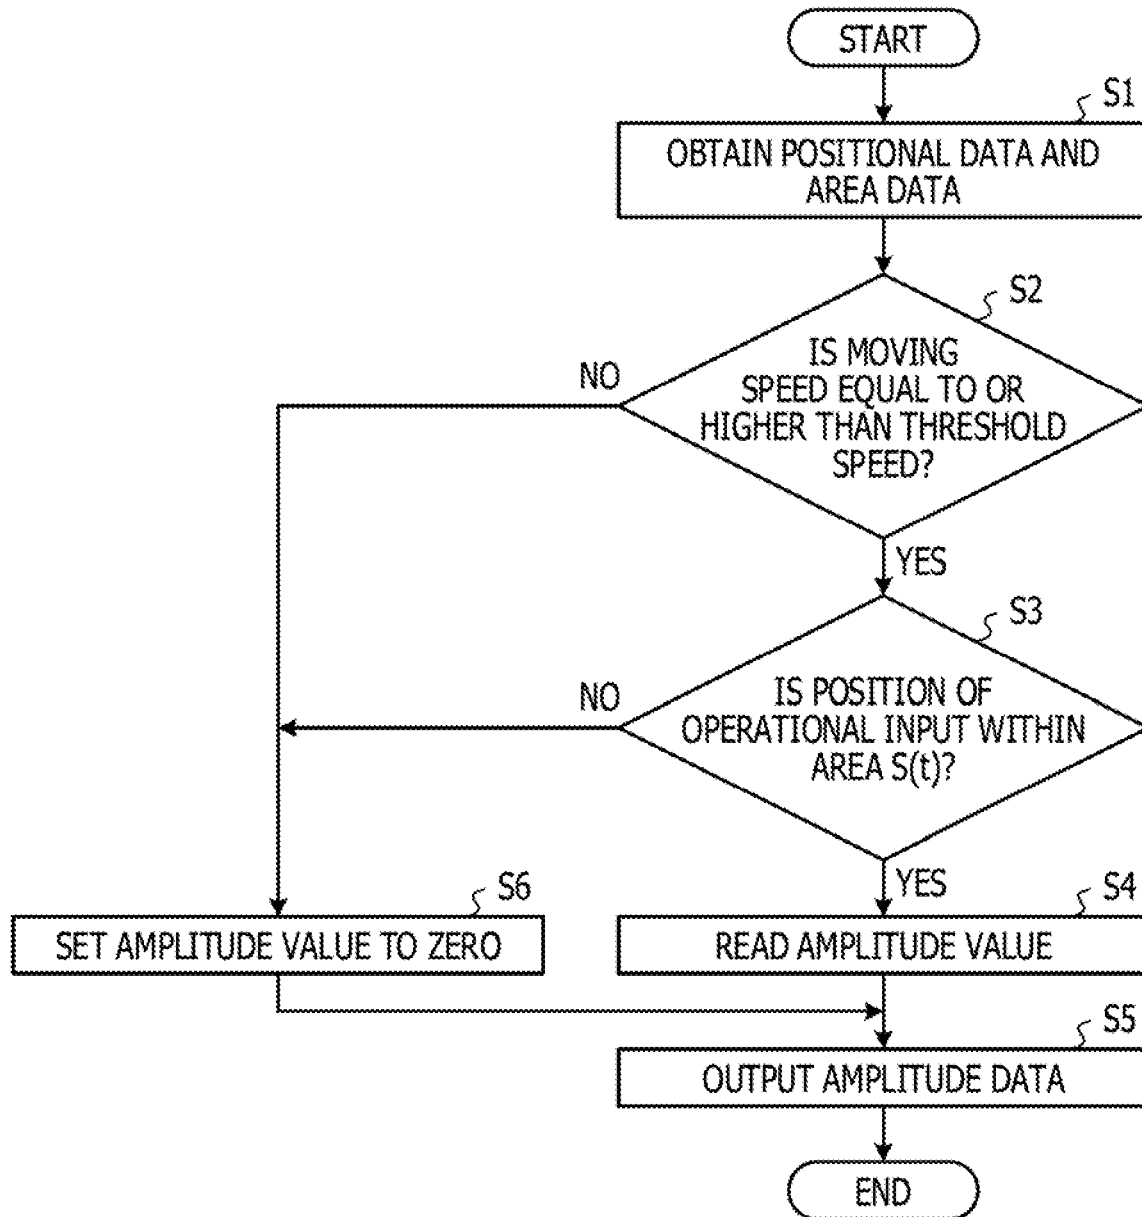 START
S1
OBTAIN POSITIONAL DATA AND
AREA DATA
S2
IS MOVING
SPEED EQUAL TO OR
HIGHER THAN THRESHOLD
SPEED?
NO
YES
S3
IS POSITION OF
OPERATIONAL INPUT WITHIN
AREA S(t)?
NO
YES
S6
SET AMPLITUDE VALUE TO ZERO
S4
READ AMPLITUDE VALUE
S5
OUTPUT AMPLITUDE DATA
END